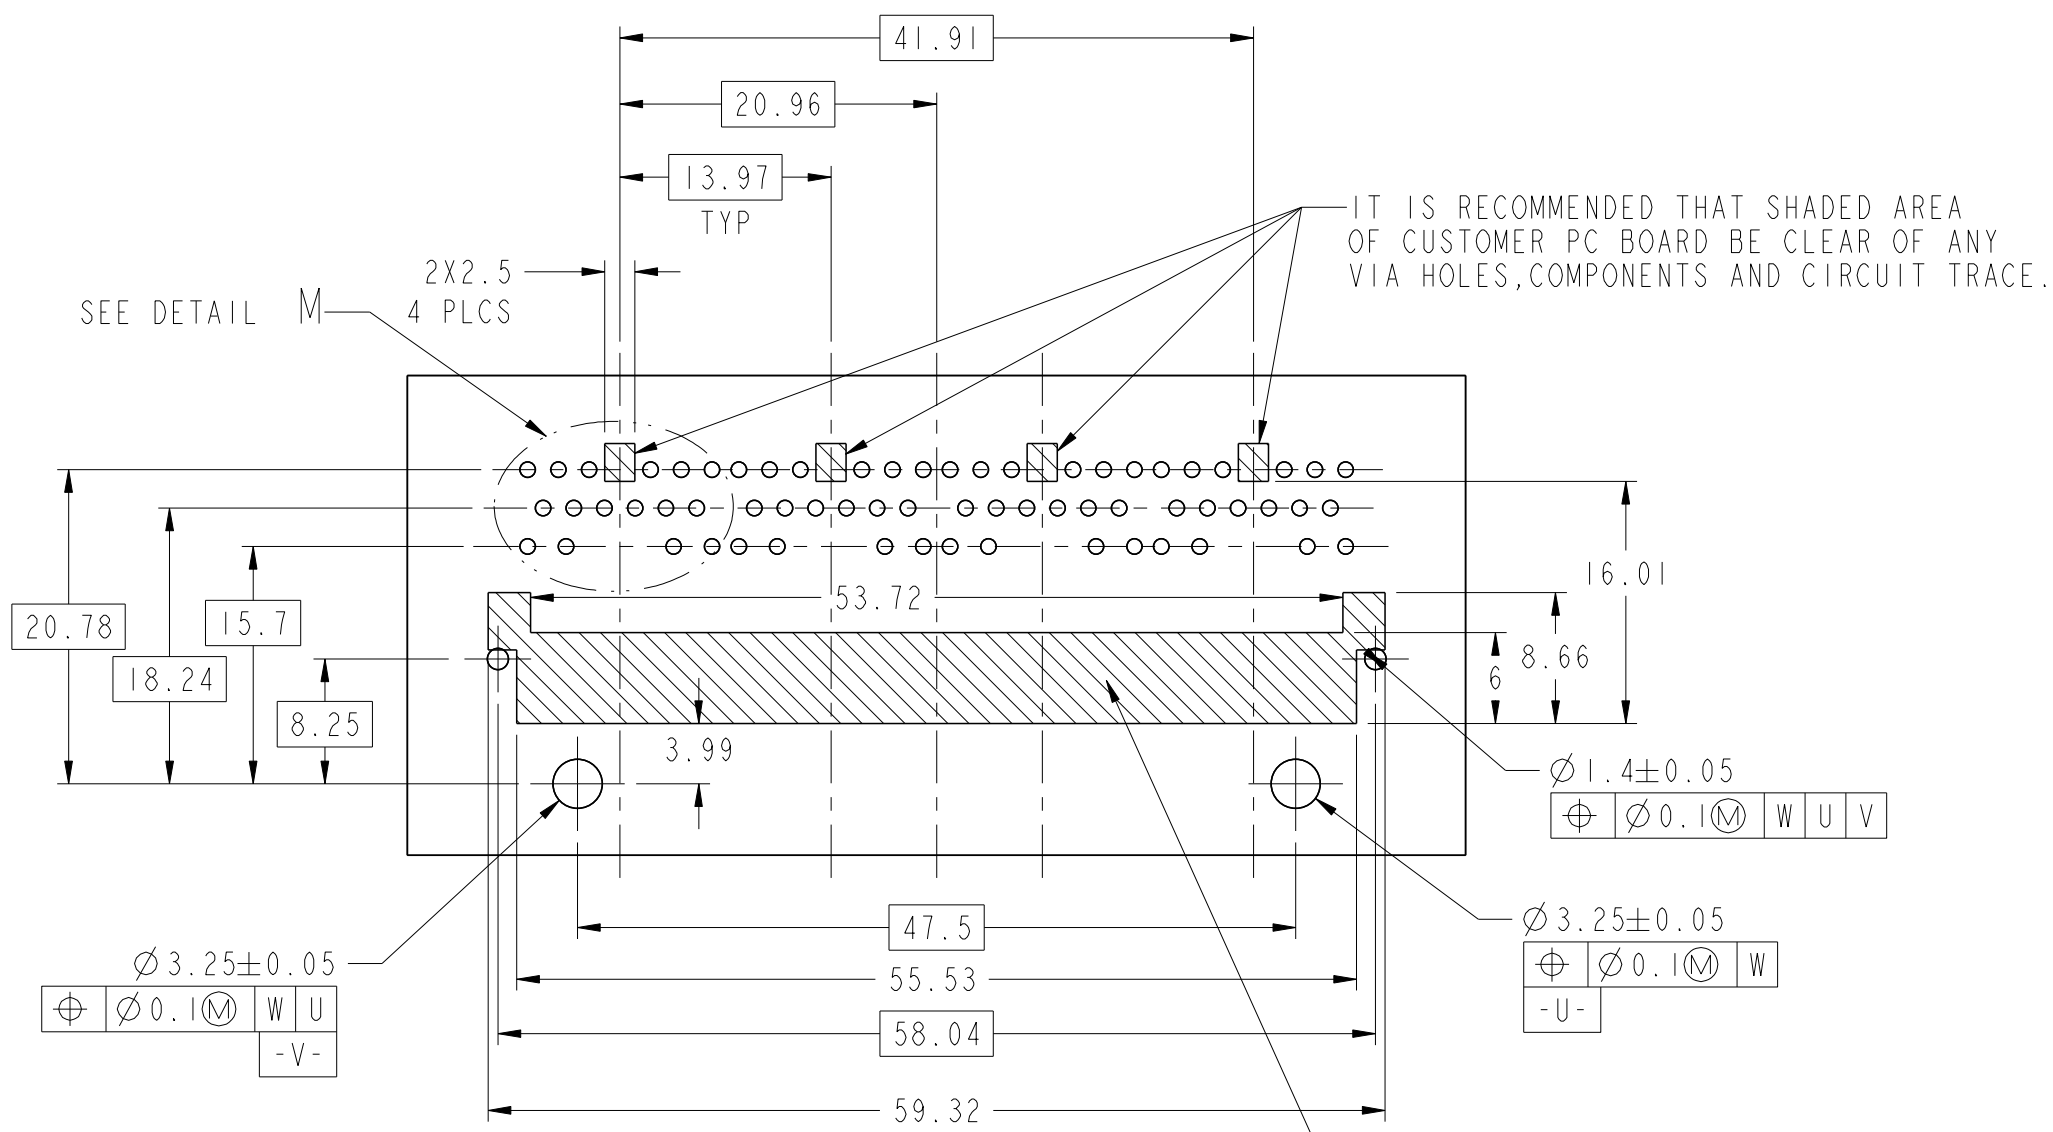 41.91
20.96
13.97
TYP
IT IS RECOMMENDED THAT SHADED AREA
OF CUSTOMER PC BOARD BE CLEAR OF ANY
VIA HOLES,COMPONENTS AND CIRCUIT TRACE.
2X2.5
4 PLCS
SEE DETAIL M
53.72
16.01
20.78
15.7
18.24
8.25
8.66
6
3.99
Ø1.4±0.05
⌖ Ø0.1Ⓜ W U V
47.5
Ø3.25±0.05
⌖ Ø0.1Ⓜ W
-U-
Ø3.25±0.05
⌖ Ø0.1Ⓜ W U
-V-
55.53
58.04
59.32